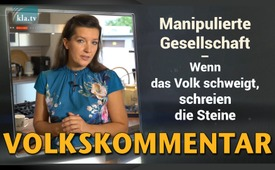 kla.tv
Manipulierte
Gesellschaft –
Wenn
das Volk schweigt,
schreien
die Steine
VOLKSKOMMENTAR